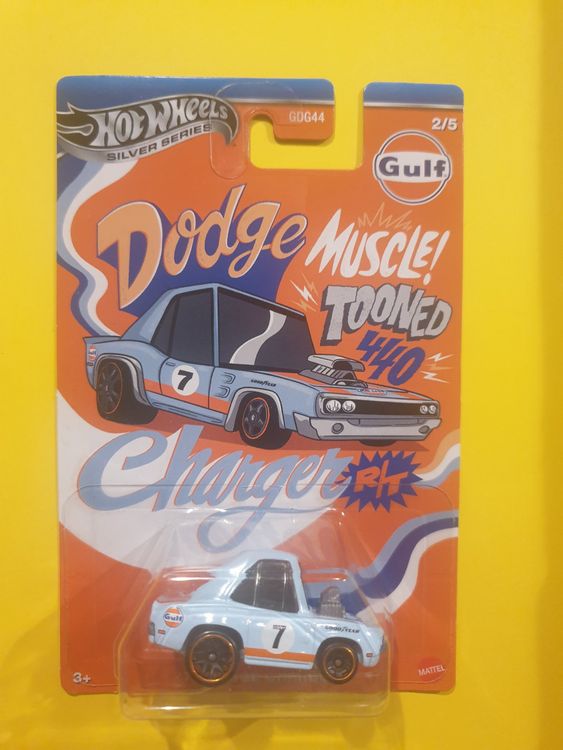 HOT WHEELS
SILVER SERIES
GDG44
2/5
Gulf
Dodge
MUSCLE!
TOONED
440
7
GOODYEAR
Charger R/T
Gulf
7
GOODYEAR
3+
MATTEL